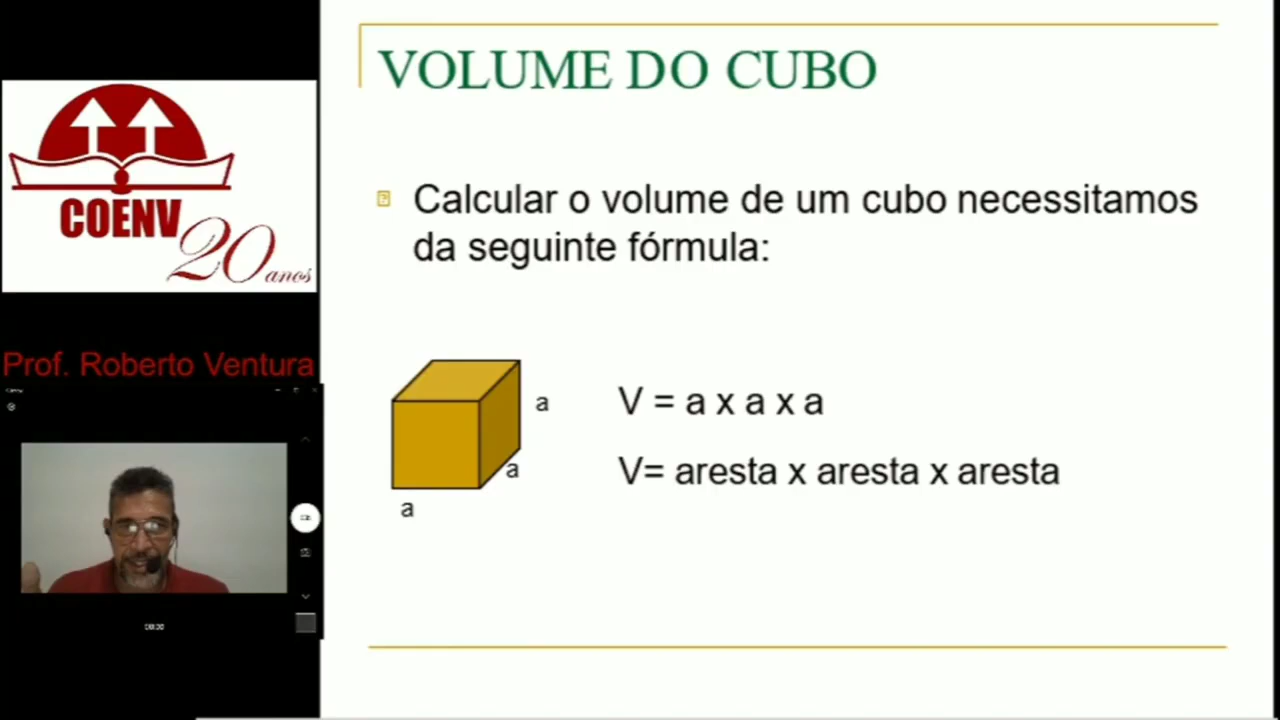 VOLUME DO CUBO
Calcular o volume de um cubo necessitamos
da seguinte fórmula:
a
V = a x a x a
a
V= aresta x aresta x aresta
a
COENV
20 anos
Prof. Roberto Ventura